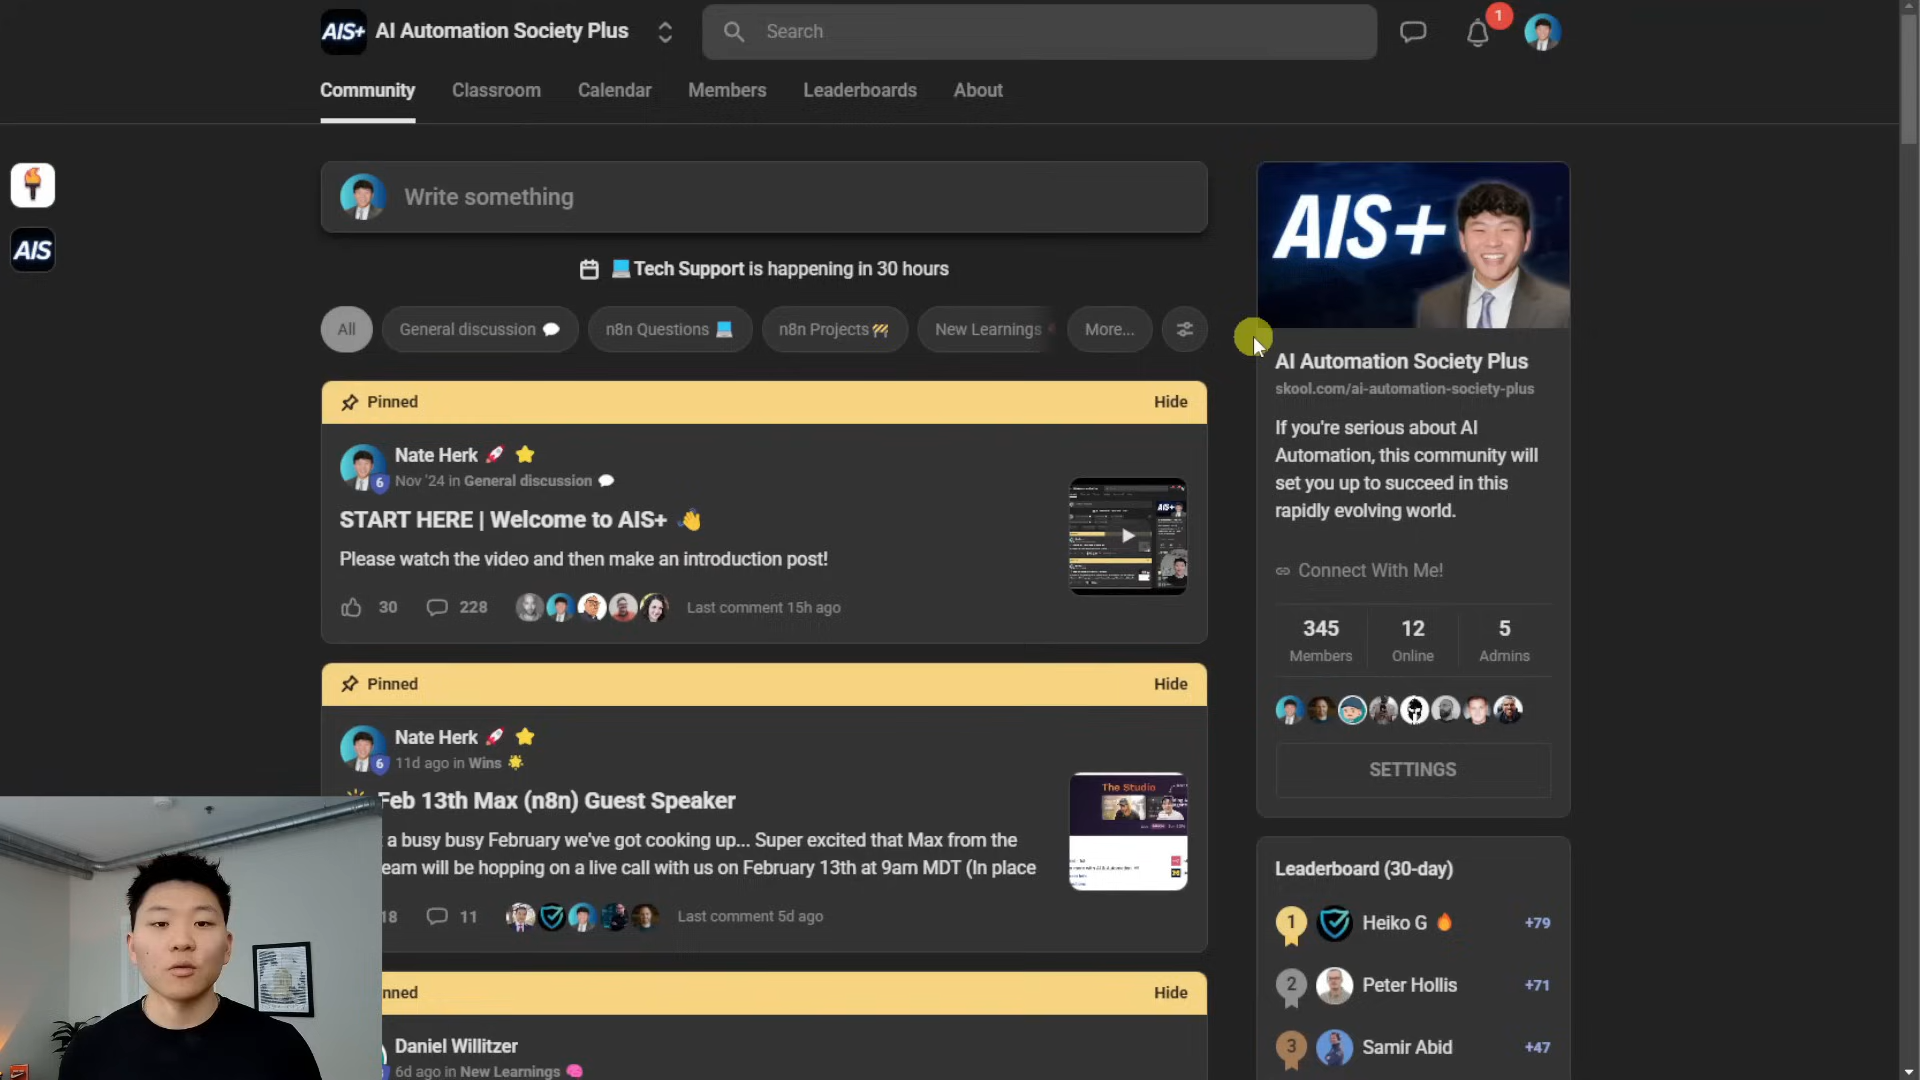 AIS+ AI Automation Society Plus
Search
1
Community Classroom Calendar Members Leaderboards About
AIS
Write something
Tech Support is happening in 30 hours
All General discussion n8n Questions n8n Projects New Learnings More...
Pinned Hide
Nate Herk
6
Nov '24 in General discussion
START HERE | Welcome to AIS+
Please watch the video and then make an introduction post!
30 228 Last comment 15h ago
Pinned Hide
Nate Herk
6
11d ago in Wins
Feb 13th Max (n8n) Guest Speaker
a busy busy February we've got cooking up... Super excited that Max from the
eam will be hopping on a live call with us on February 13th at 9am MDT (In place
The Studio
18 11 Last comment 5d ago
nned Hide
Daniel Willitzer
6d ago in New Learnings
AIS+
AI Automation Society Plus
skool.com/ai-automation-society-plus
If you're serious about AI
Automation, this community will
set you up to succeed in this
rapidly evolving world.
Connect With Me!
345 12 5
Members Online Admins
SETTINGS
Leaderboard (30-day)
1 Heiko G +79
2 Peter Hollis +71
3 Samir Abid +47